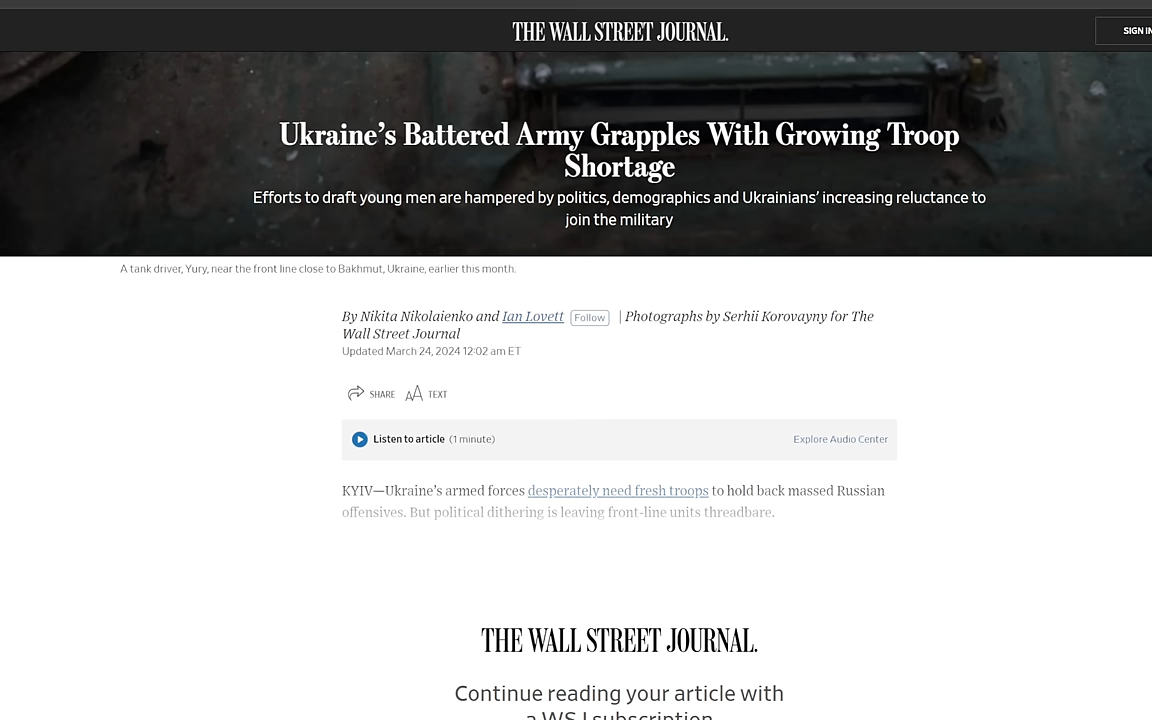 THE WALL STREET JOURNAL.
SIGN IN
Ukraine's Battered Army Grapples With Growing Troop
Shortage
Efforts to draft young men are hampered by politics, demographics and Ukrainians' increasing reluctance to
join the military
A tank driver, Yury, near the front line close to Bakhmut, Ukraine, earlier this month.
By Nikita Nikolaienko and Ian Lovett Follow | Photographs by Serhii Korovayny for The
Wall Street Journal
Updated March 24, 2024 12:02 am ET
SHARE AA TEXT
Listen to article (1 minute) Explore Audio Center
KYIV—Ukraine's armed forces desperately need fresh troops to hold back massed Russian
offensives. But political dithering is leaving front-line units threadbare.
THE WALL STREET JOURNAL.
Continue reading your article with
a WSJ subscription